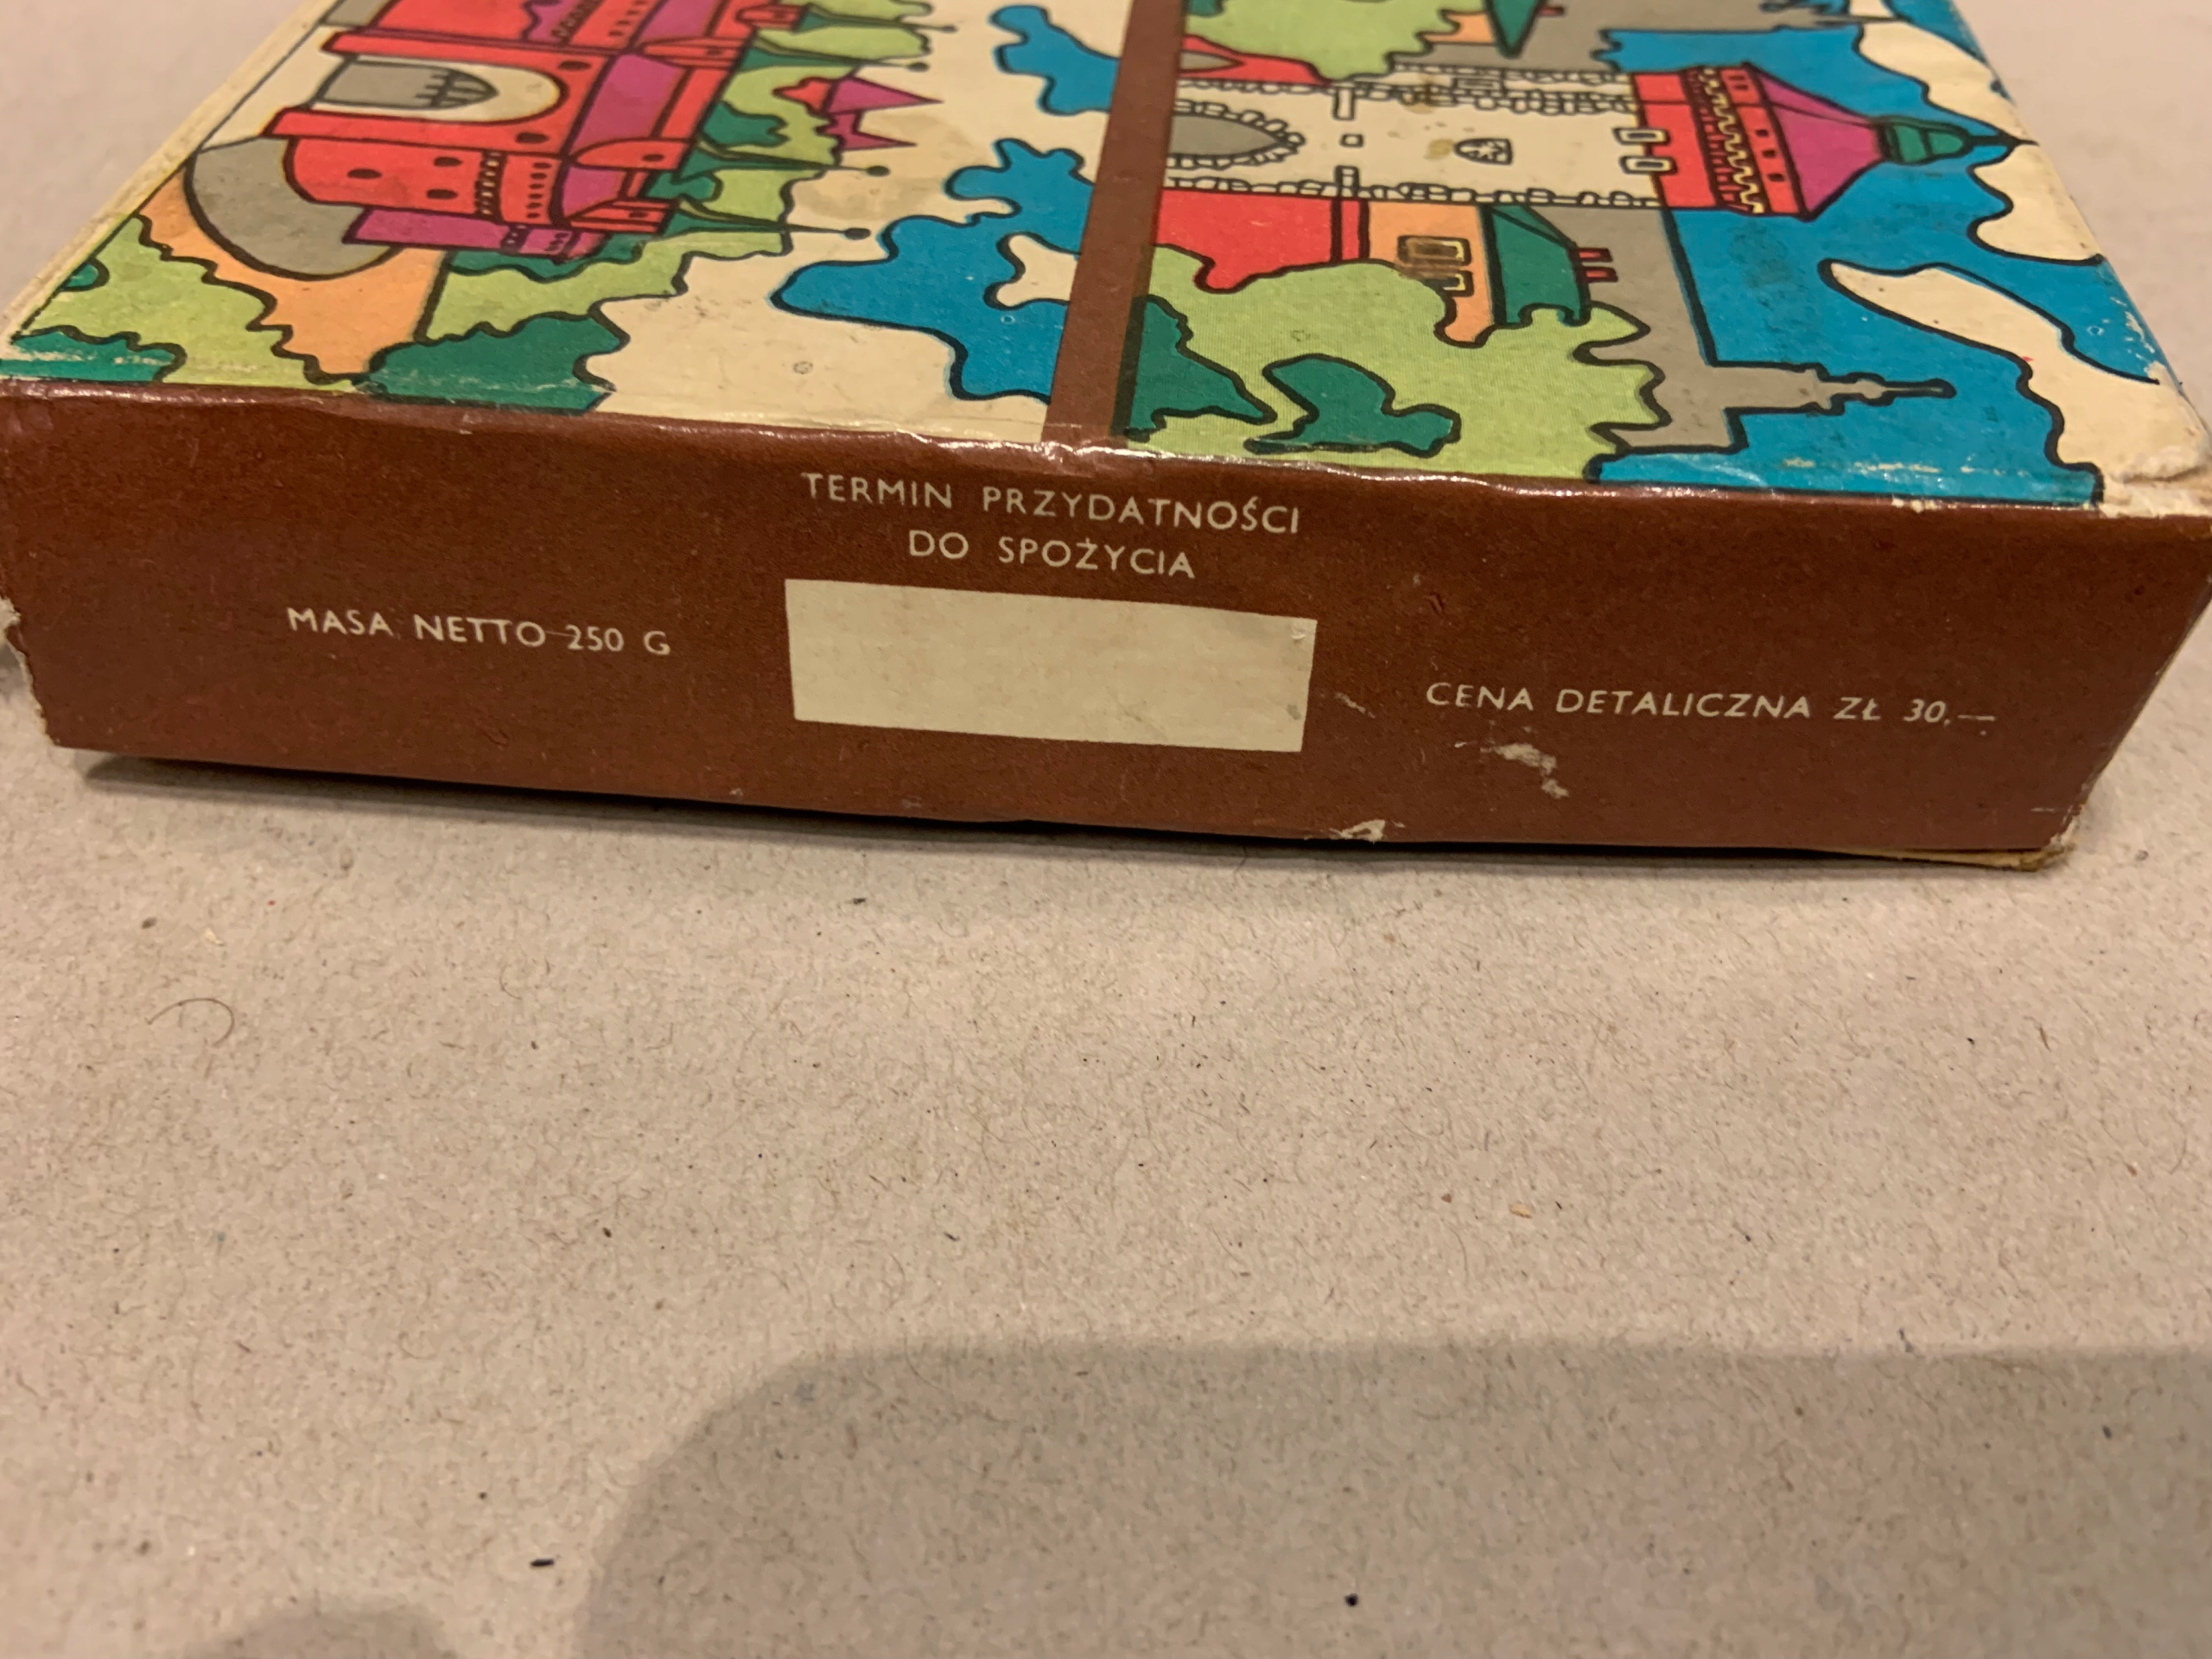 TERMIN PRZYDATNOŚCI
DO SPOŻYCIA
MASA NETTO 250 G
CENA DETALICZNA ZŁ 30,—